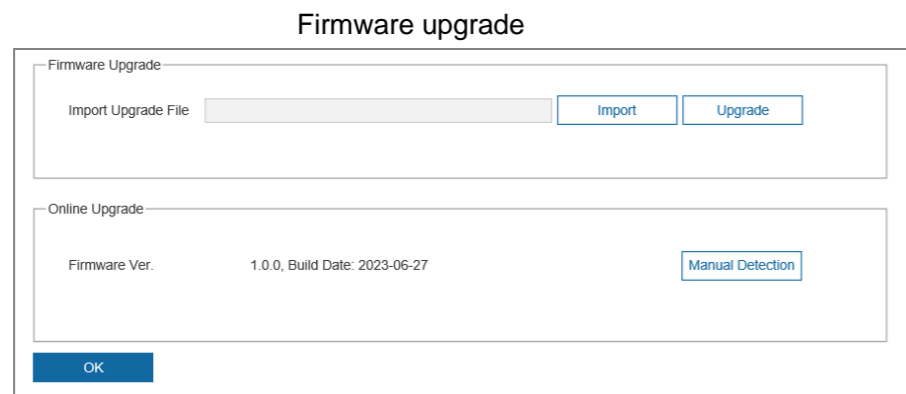 Firmware upgrade
Firmware Upgrade
Import Upgrade File Import Upgrade
Online Upgrade
Firmware Ver. 1.0.0, Build Date: 2023-06-27 Manual Detection
OK